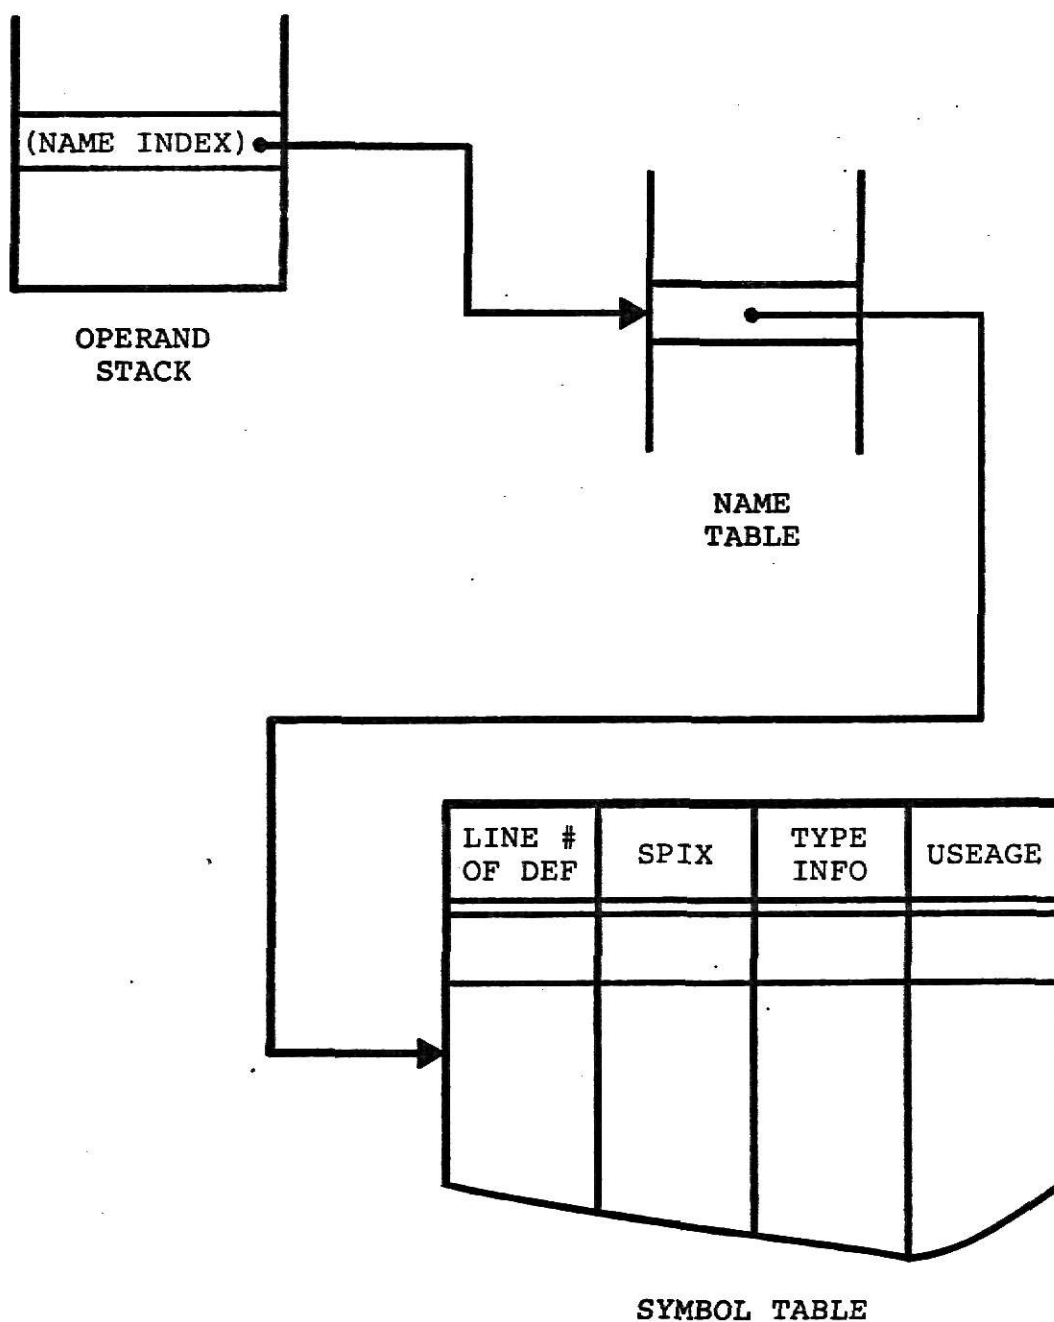 (NAME INDEX)
OPERAND
STACK
NAME
TABLE
LINE #
OF DEF
SPIX
TYPE
INFO
USEAGE
SYMBOL TABLE